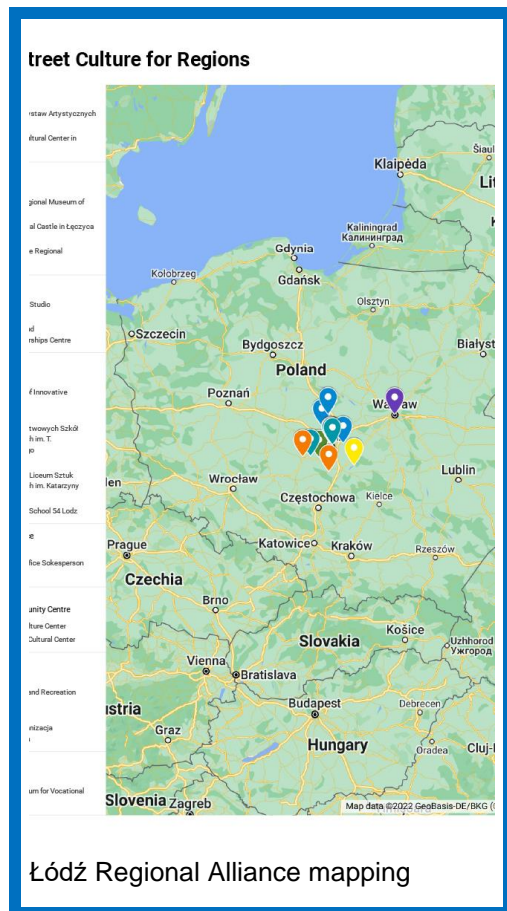 treet Culture for Regions
ystaw Artystycznych
ultural Center in
gional Museum of
al Castle in Łęczyca
e Regional
Studio
rships Centre
f Innovative
twowych Szkół
h im. T.
go
Liceum Sztuk
h im. Katarzyny
School 54 Lodz
fice Sokesperson
unity Centre
lture Center
Cultural Center
and Recreation
nizacja
um for Vocational
Šiaul
Klaipėda
Lit
Kaliningrad
Калининград
Gdynia
Kołobrzeg
Gdańsk
Olsztyn
Szczecin
Bydgoszcz
Białyst
Poland
Poznań
Warsaw
Lublin
Wrocław
Częstochowa
Kielce
Katowice
Kraków
Rzeszów
Prague
Czechia
Brno
Košice
Slovakia
Uzhhorod
Ужгород
Vienna
Bratislava
Budapest
Debrecen
ustria
Graz
Hungary
Oradea
Cluj-
Slovenia
Zagreb
Map data ©2022 GeoBasis-DE/BKG (
Łódź Regional Alliance mapping